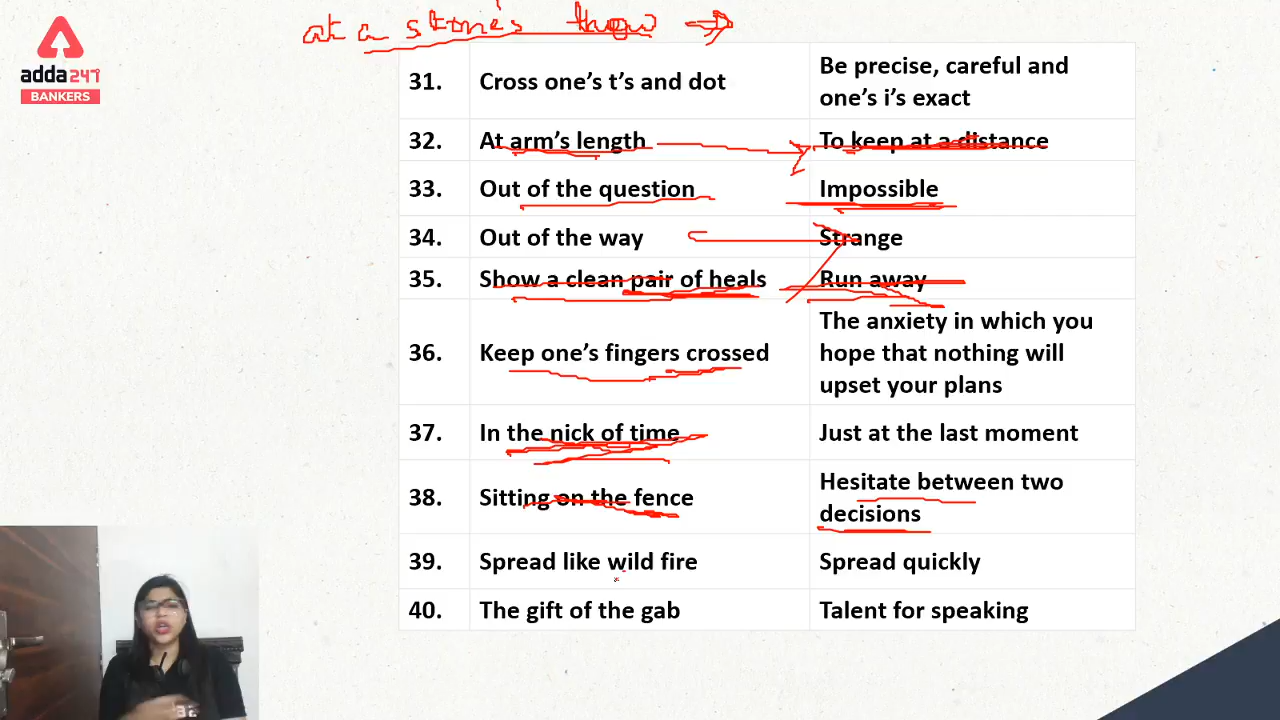 at a stone's throw →
adda247
BANKERS
31. Cross one's t's and dot Be precise, careful and
one's i's exact
32. At arm's length To keep at a distance
33. Out of the question Impossible
34. Out of the way Strange
35. Show a clean pair of heals Run away
36. Keep one's fingers crossed The anxiety in which you
hope that nothing will
upset your plans
37. In the nick of time Just at the last moment
38. Sitting on the fence Hesitate between two
decisions
39. Spread like wild fire Spread quickly
40. The gift of the gab Talent for speaking